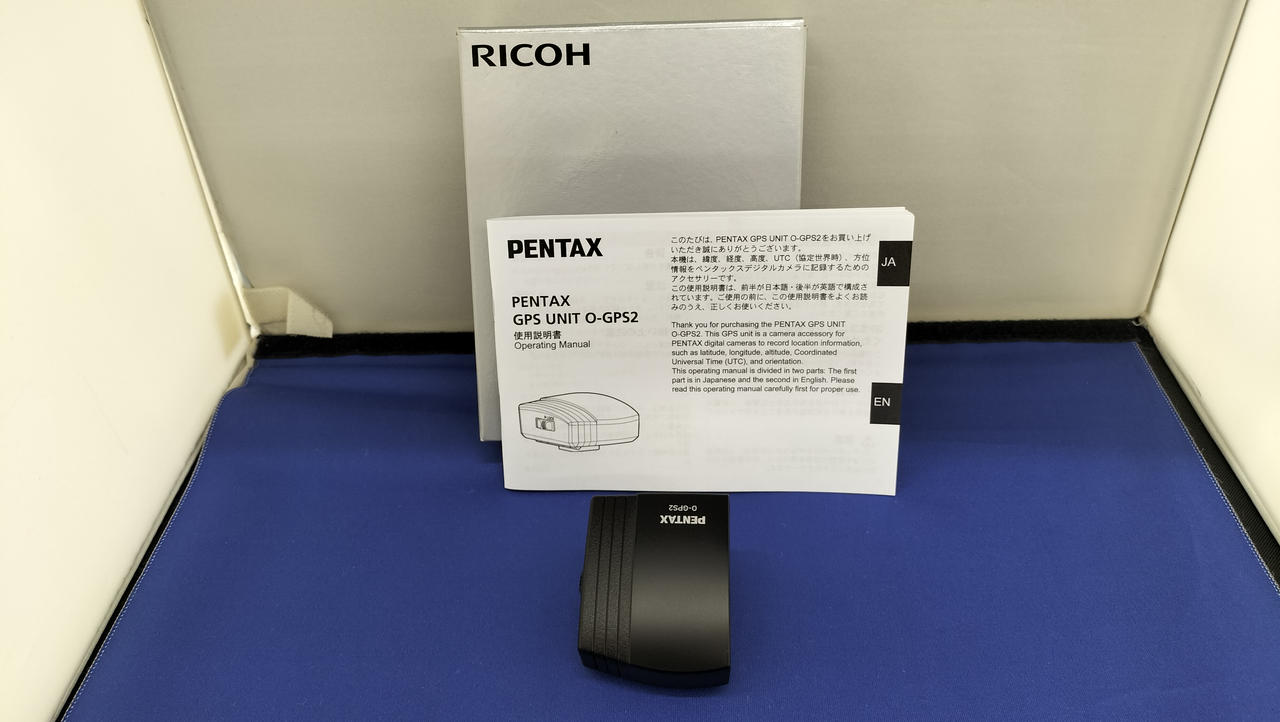 RICOH
PENTAX
PENTAX
GPS UNIT O-GPS2
使用説明書
Operating Manual
このたびは、PENTAX GPS UNIT O-GPS2をお買い上げ
いただき誠にありがとうございます。
本機は、緯度、経度、高度、UTC（協定世界時）、方位
情報をペンタックスデジタルカメラに記録するための
アクセサリーです。
この使用説明書は、前半が日本語・後半が英語で構成さ
れています。ご使用の前に、この使用説明書をよくお読
みのうえ、正しくお使いください。
Thank you for purchasing the PENTAX GPS UNIT
O-GPS2. This GPS unit is a camera accessory for
PENTAX digital cameras to record location information,
such as latitude, longitude, altitude, Coordinated
Universal Time (UTC), and orientation.
This operating manual is divided in two parts: The first
part is in Japanese and the second in English. Please
read this operating manual carefully first for proper use.
JA
EN
PENTAX
O-GPS2